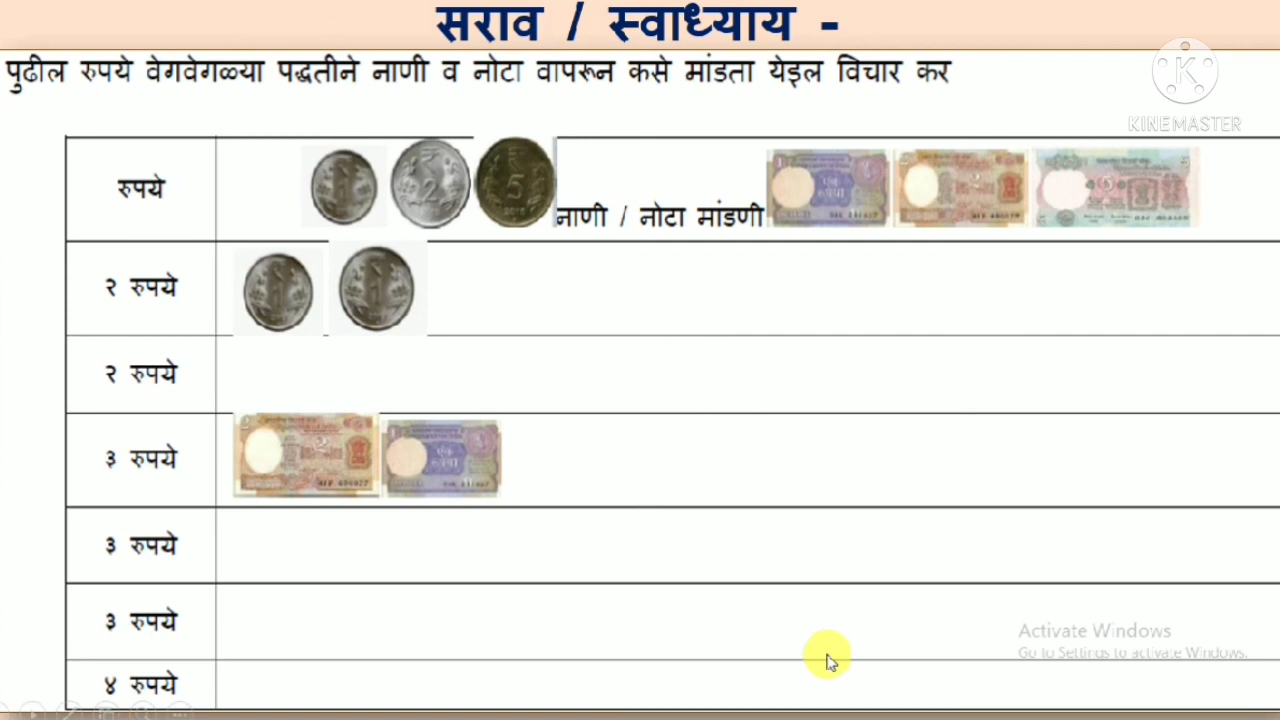 सराव / स्वाध्याय -
पुढील रुपये वेगवेगळ्या पद्धतीने नाणी व नोटा वापरून कसे मांडता येइल विचार कर
KINEMASTER
रुपये
नाणी / नोटा मांडणी
२ रुपये
२ रुपये
३ रुपये
३ रुपये
३ रुपये
४ रुपये
Activate Windows
Go to Settings to activate Windows.